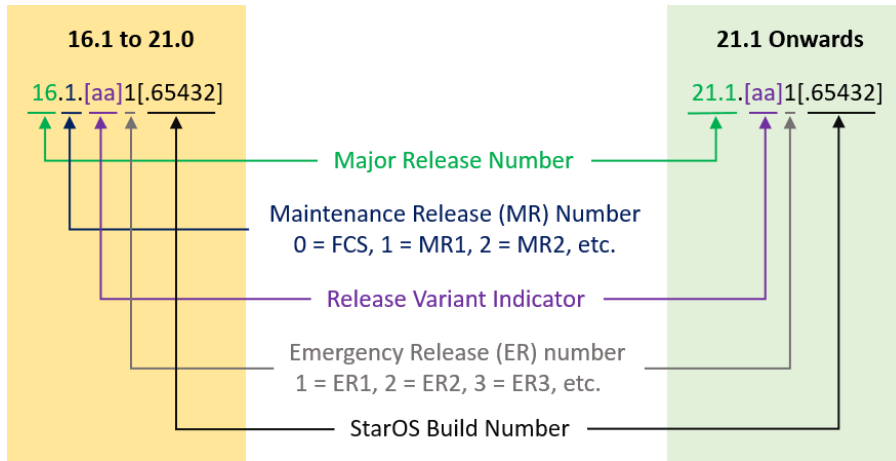 16.1 to 21.0
21.1 Onwards
16.1.[aa]1[.65432]
21.1.[aa]1[.65432]
Major Release Number
Maintenance Release (MR) Number
0 = FCS, 1 = MR1, 2 = MR2, etc.
Release Variant Indicator
Emergency Release (ER) number
1 = ER1, 2 = ER2, 3 = ER3, etc.
StarOS Build Number